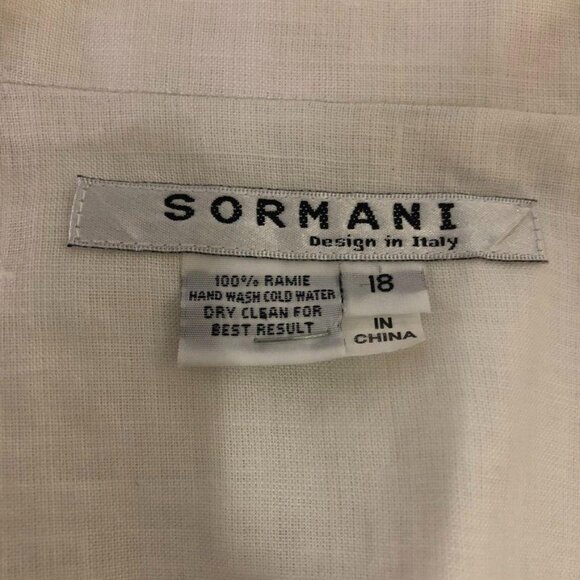 SORMANI
Design in Italy
100% RAMIE
HAND WASH COLD WATER
DRY CLEAN FOR
BEST RESULT
18
IN
CHINA